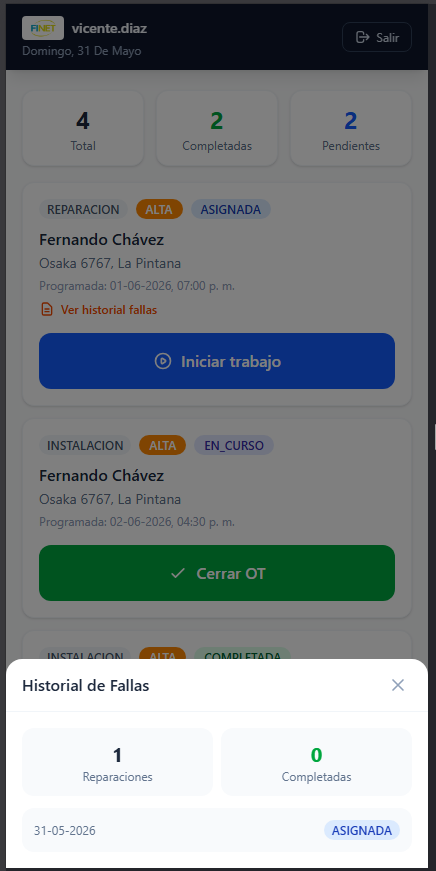 FINET vicente.diaz
Domingo, 31 De Mayo
Salir
4
Total
2
Completadas
2
Pendientes
REPARACION ALTA ASIGNADA
Fernando Chávez
Osaka 6767, La Pintana
Programada: 01-06-2026, 07:00 p. m.
Ver historial fallas
Iniciar trabajo
INSTALACION ALTA EN_CURSO
Fernando Chávez
Osaka 6767, La Pintana
Programada: 02-06-2026, 04:30 p. m.
Cerrar OT
INSTALACION ALTA COMPLETADA
Historial de Fallas
1
Reparaciones
0
Completadas
31-05-2026 ASIGNADA